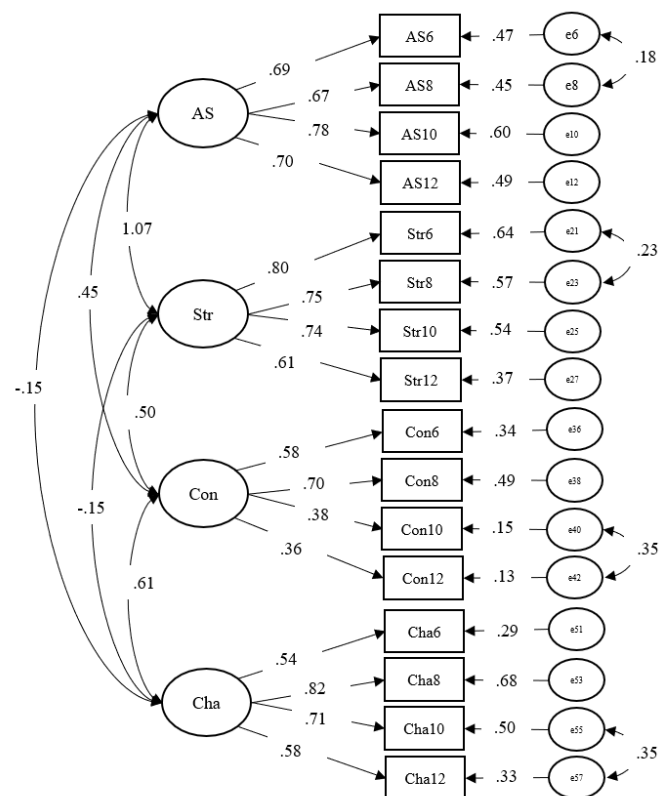 AS6 .47 e6
.18
.69
AS8 .45 e8
.67
AS
AS10 .60 e10
.78
.70
AS12 .49 e12
1.07
Str6 .64 e21
.23
.80
Str8 .57 e23
.45
.75
Str
Str10 .54 e25
.74
.61
Str12 .37 e27
-.15
.50
Con6 .34 e36
.58
Con8 .49 e38
.70
Con
-.15
Con10 .15 e40
.38
.35
.36
Con12 .13 e42
.61
Cha6 .29 e51
.54
Cha8 .68 e53
.82
Cha
Cha10 .50 e55
.71
.35
.58
Cha12 .33 e57